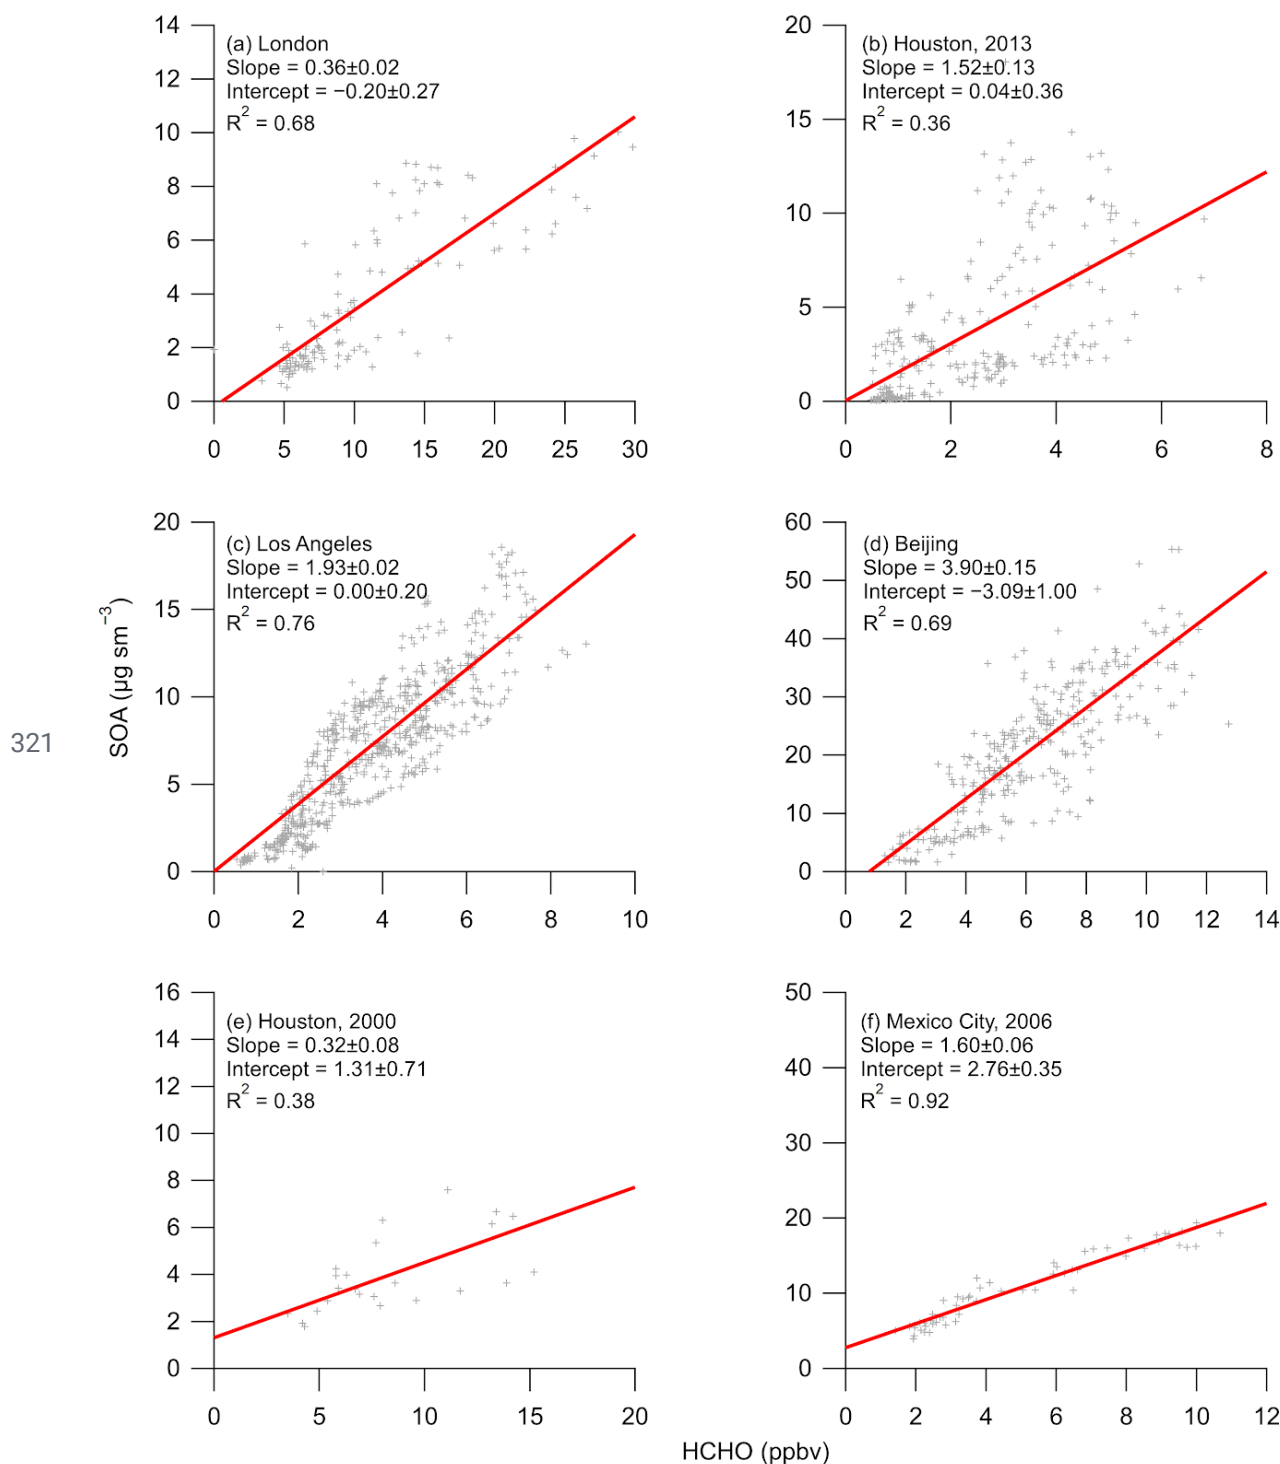 (a) London
Slope = 0.36±0.02
Intercept = −0.20±0.27
R² = 0.68
14
12
10
8
6
4
2
0
0 5 10 15 20 25 30
(b) Houston, 2013
Slope = 1.52±0.13
Intercept = 0.04±0.36
R² = 0.36
20
15
10
5
0
0 2 4 6 8
(c) Los Angeles
Slope = 1.93±0.02
Intercept = 0.00±0.20
R² = 0.76
20
15
10
5
0
0 2 4 6 8 10
(d) Beijing
Slope = 3.90±0.15
Intercept = −3.09±1.00
R² = 0.69
60
50
40
30
20
10
0
0 2 4 6 8 10 12 14
321
SOA (µg sm⁻³)
(e) Houston, 2000
Slope = 0.32±0.08
Intercept = 1.31±0.71
R² = 0.38
16
14
12
10
8
6
4
2
0
0 5 10 15 20
(f) Mexico City, 2006
Slope = 1.60±0.06
Intercept = 2.76±0.35
R² = 0.92
50
40
30
20
10
0
0 2 4 6 8 10 12
HCHO (ppbv)